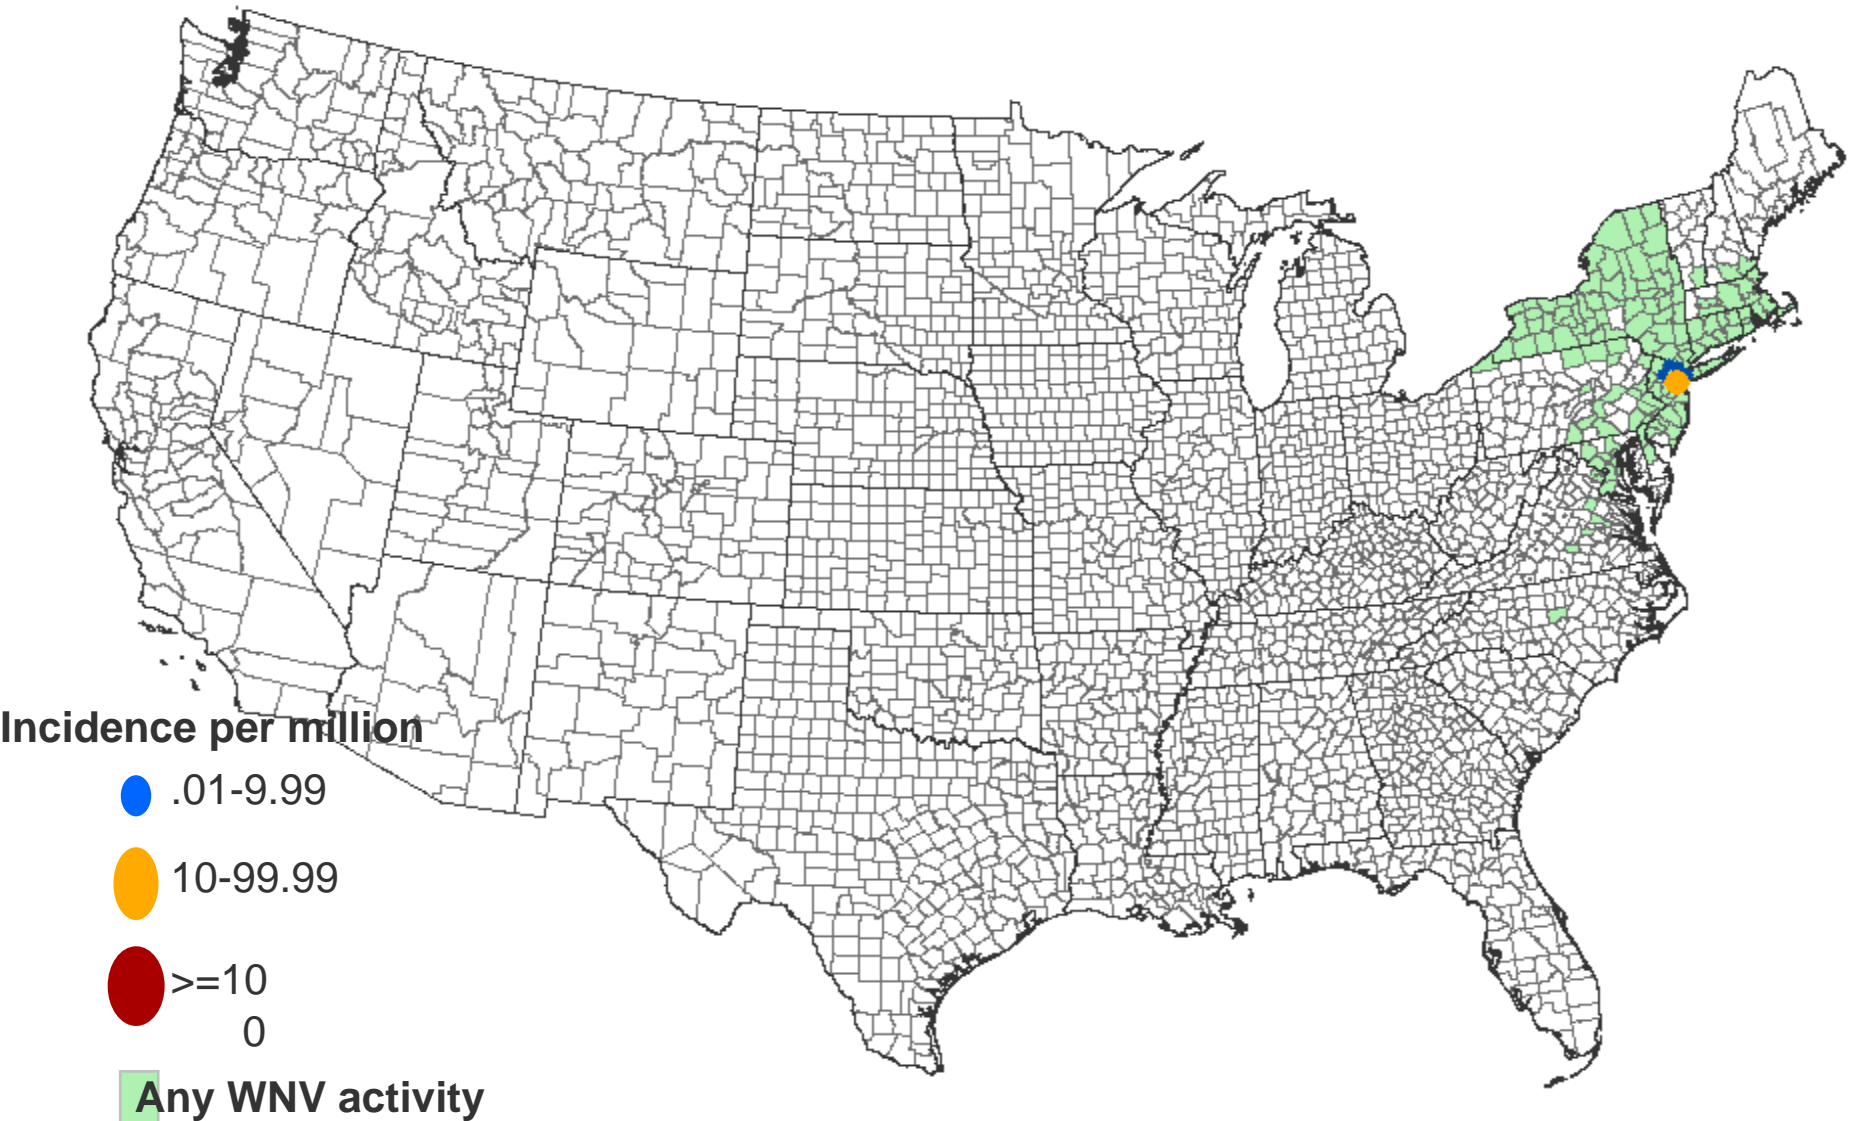 Incidence per million
.01-9.99
10-99.99
>=10
0
Any WNV activity